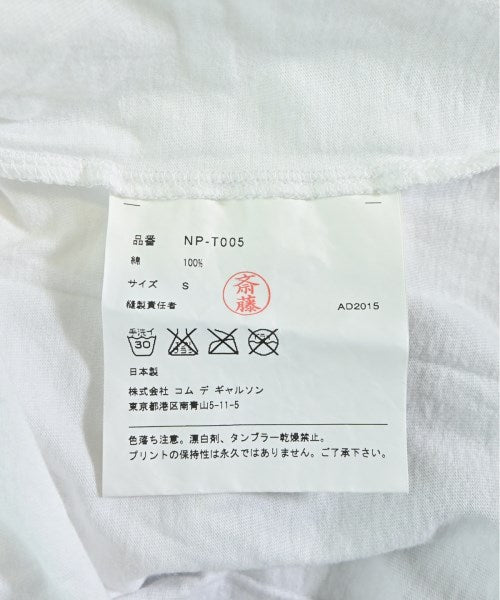 品番 NP-T005
綿 100%
サイズ S
斎藤
縫製責任者 AD2015
手洗イ
30
日本製
株式会社 コム デ ギャルソン
東京都港区南青山5-11-5
色落ち注意。漂白剤、タンブラー乾燥禁止。
プリントの保持性は永久ではありません。ご了承下さい。